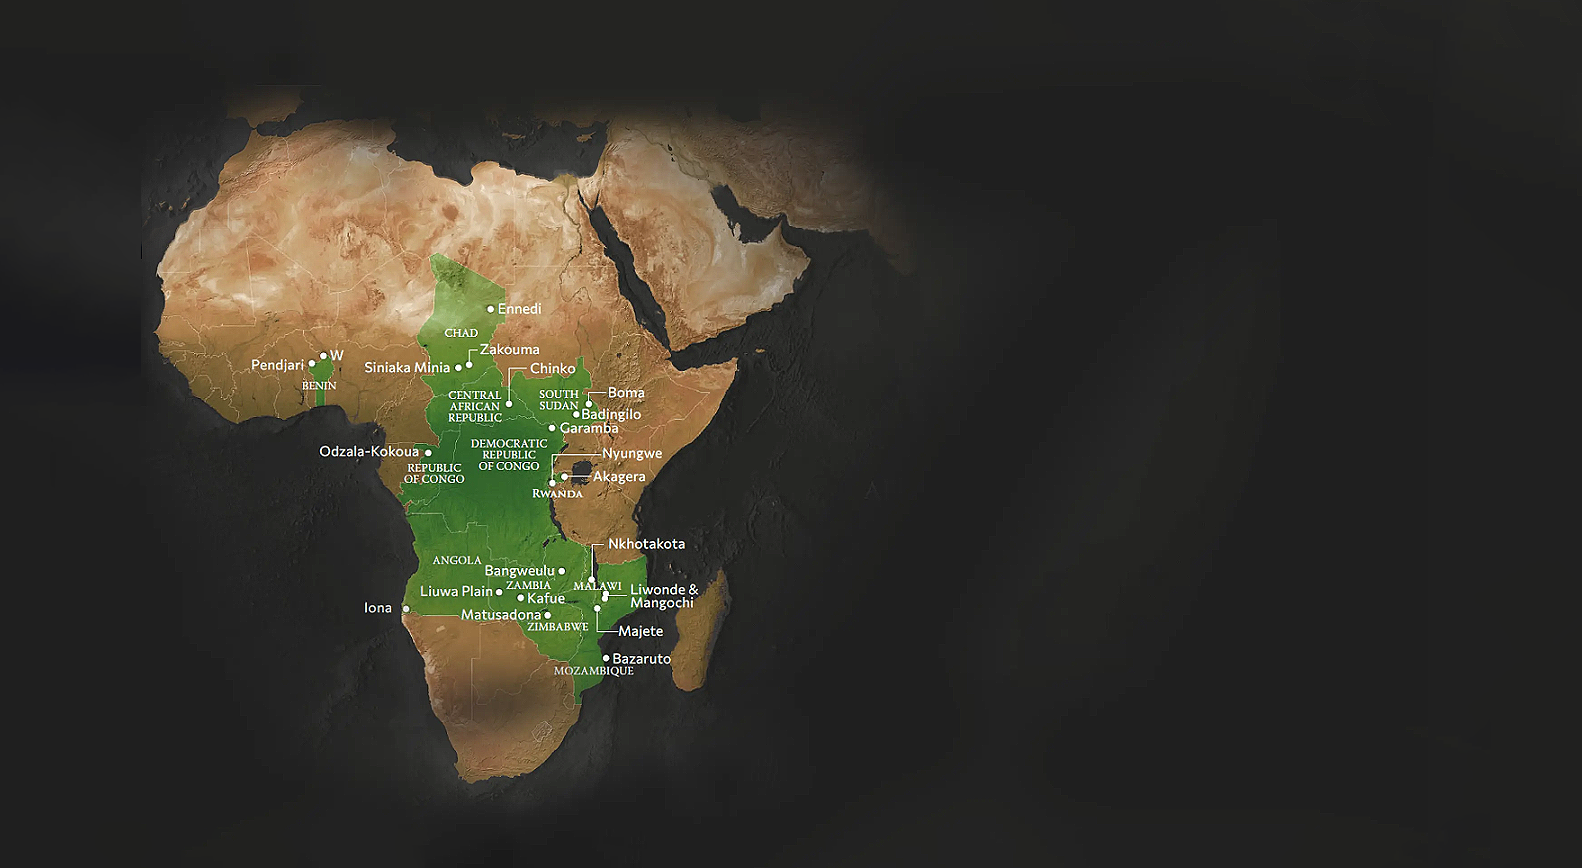 Ennedi
CHAD
Zakouma
W
Pendjari
Siniaka Minia
Chinko
BENIN
Boma
CENTRAL
AFRICAN
REPUBLIC
SOUTH
SUDAN
Badingilo
Garamba
DEMOCRATIC
REPUBLIC
OF CONGO
Odzala-Kokoua
Nyungwe
REPUBLIC
OF CONGO
Akagera
RWANDA
Nkhotakota
ANGOLA
Bangweulu
ZAMBIA
MALAWI
Liuwa Plain
Kafue
Liwonde &
Mangochi
Iona
Matusadona
ZIMBABWE
Majete
Bazaruto
MOZAMBIQUE